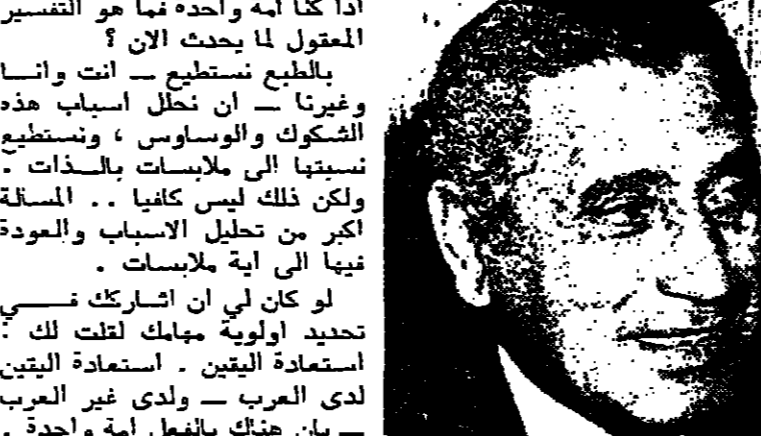 اذا كنا امة واحدة فما هو التفسير
المعقول لما يحدث الان ؟
بالطبع نستطيع — انت وانا
وغيرنا — ان نحلل اسباب هذه
الشكوك والوساوس ، ونستطيع
نسبتها الى ملابسات بالذات .
ولكن ذلك ليس كافيا .. المسالة
اكبر من تحليل الاسباب والعودة
فيها الى اية ملابسات .
لو كان لي ان اشاركك في
تحديد اولوية مهامك لقلت لك :
استعادة اليقين . استعادة اليقين
لدى العرب — ولدى غير العرب
— بان هناك بالفعل امة واحدة .